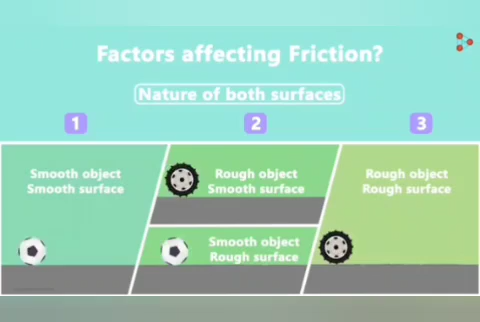 Factors affecting Friction?
Nature of both surfaces
1
2
3
Smooth object
Smooth surface
Rough object
Smooth surface
Smooth object
Rough surface
Rough object
Rough surface